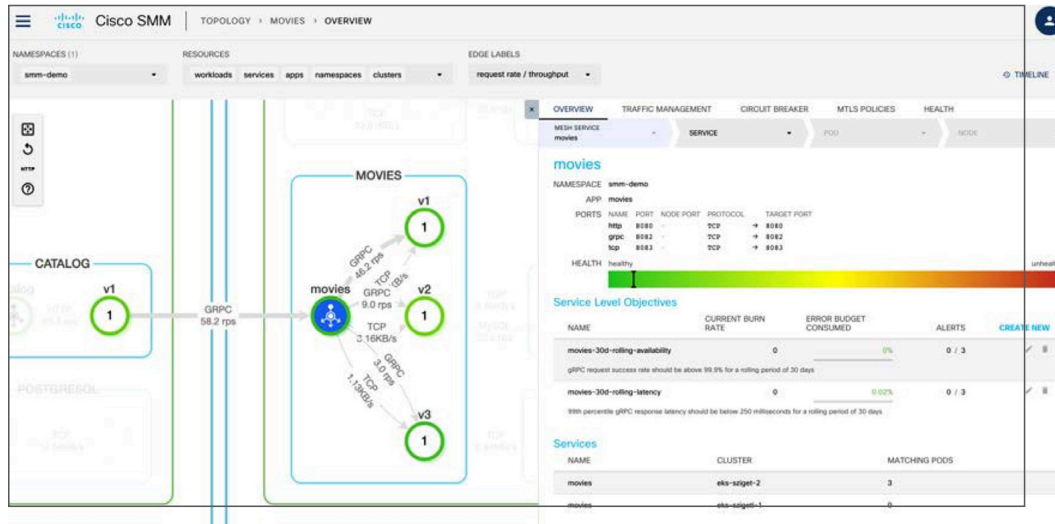 CISCO
Cisco SMM
TOPOLOGY › MOVIES › OVERVIEW
NAMESPACES (1)
RESOURCES
EDGE LABELS
smm-demo
workloads services apps namespaces clusters
request rate / throughput
TIMELINE
HTTP
MOVIES
v1
1
GRPC
46.2 rps
TCP
movies
GRPC
9.0 rps
v2
1
TCP
3.16KB/s
GRPC
3.0 rps
TCP
1.13KB/s
v3
1
CATALOG
v1
1
GRPC
58.2 rps
POSTGRESQL
OVERVIEW TRAFFIC MANAGEMENT CIRCUIT BREAKER MTLS POLICIES HEALTH
MESH SERVICE
movies
SERVICE
POD
NODE
movies
NAMESPACE smm-demo
APP movies
PORTS NAME PORT NODE PORT PROTOCOL TARGET PORT
http 8080 - TCP → 8080
grpc 8082 - TCP → 8082
tcp 8083 - TCP → 8083
HEALTH healthy
unhealt
Service Level Objectives
NAME CURRENT BURN RATE ERROR BUDGET CONSUMED ALERTS CREATE NEW
movies-30d-rolling-availability 0 0% 0 / 3
gRPC request success rate should be above 99.9% for a rolling period of 30 days
movies-30d-rolling-latency 0 0.02% 0 / 3
99th percentile gRPC response latency should be below 250 milliseconds for a rolling period of 30 days
Services
NAME CLUSTER MATCHING PODS
movies eks-sziget-2 3
movies 0